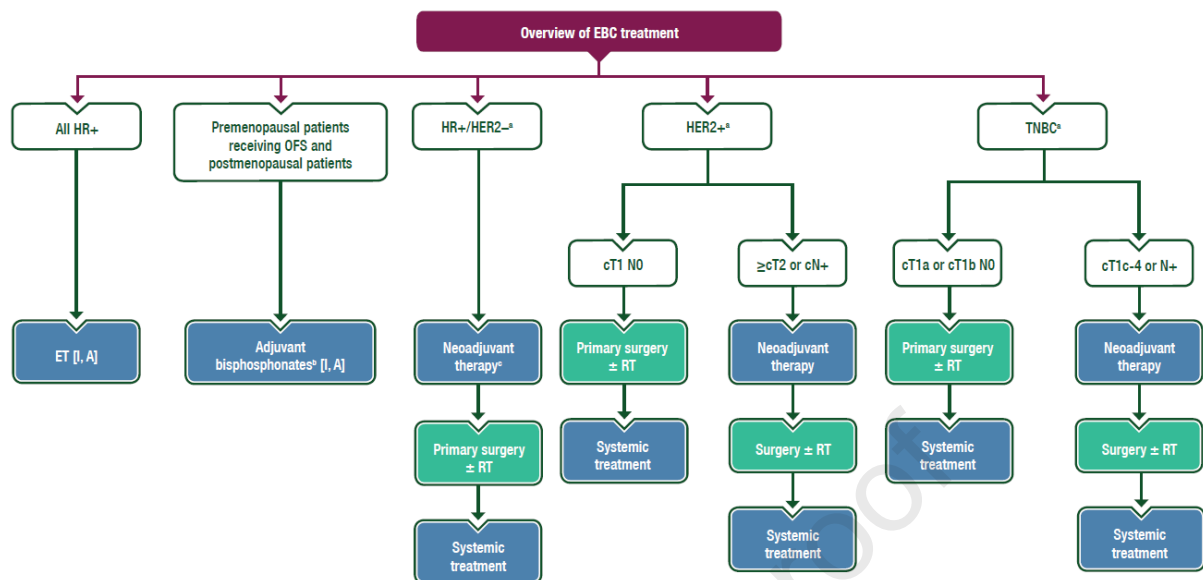 Overview of EBC treatment
All HR+
Premenopausal patients
receiving OFS and
postmenopausal patients
HR+/HER2–ᵃ
HER2+ᵃ
TNBCᵃ
cT1 N0
≥cT2 or cN+
cT1a or cT1b N0
cT1c-4 or N+
ET [I, A]
Adjuvant
bisphosphonatesᵇ [I, A]
Neoadjuvant
therapyᶜ
Primary surgery
± RT
Neoadjuvant
therapy
Primary surgery
± RT
Neoadjuvant
therapy
Primary surgery
± RT
Systemic
treatment
Surgery ± RT
Systemic
treatment
Surgery ± RT
Systemic
treatment
Systemic
treatment
Systemic
treatment
roof